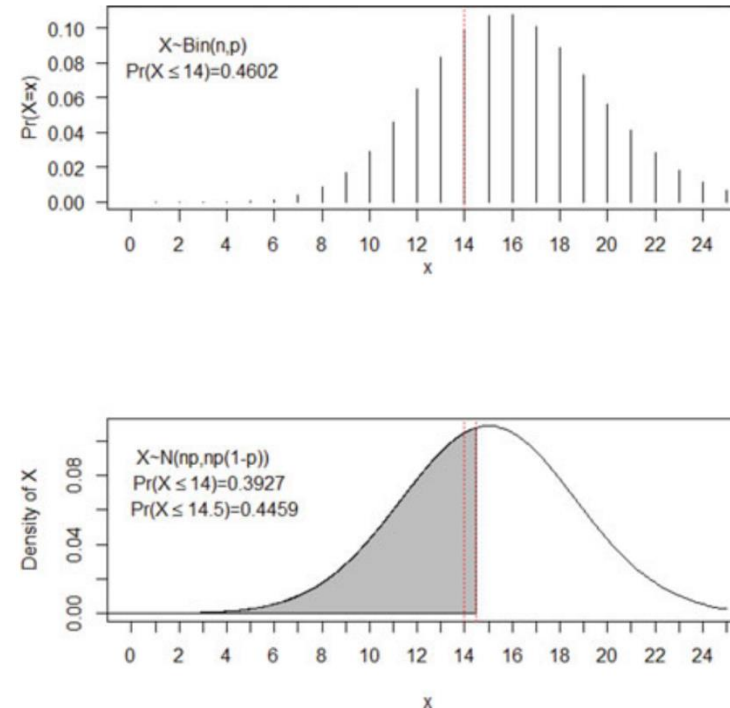 X~Bin(n,p)
Pr(X ≤ 14)=0.4602
Pr(X=x)
0.10
0.08
0.06
0.04
0.02
0.00
0 2 4 6 8 10 12 14 16 18 20 22 24
x
X~N(np,np(1-p))
Pr(X ≤ 14)=0.3927
Pr(X ≤ 14.5)=0.4459
Density of X
0.08
0.04
0.00
0 2 4 6 8 10 12 14 16 18 20 22 24
x